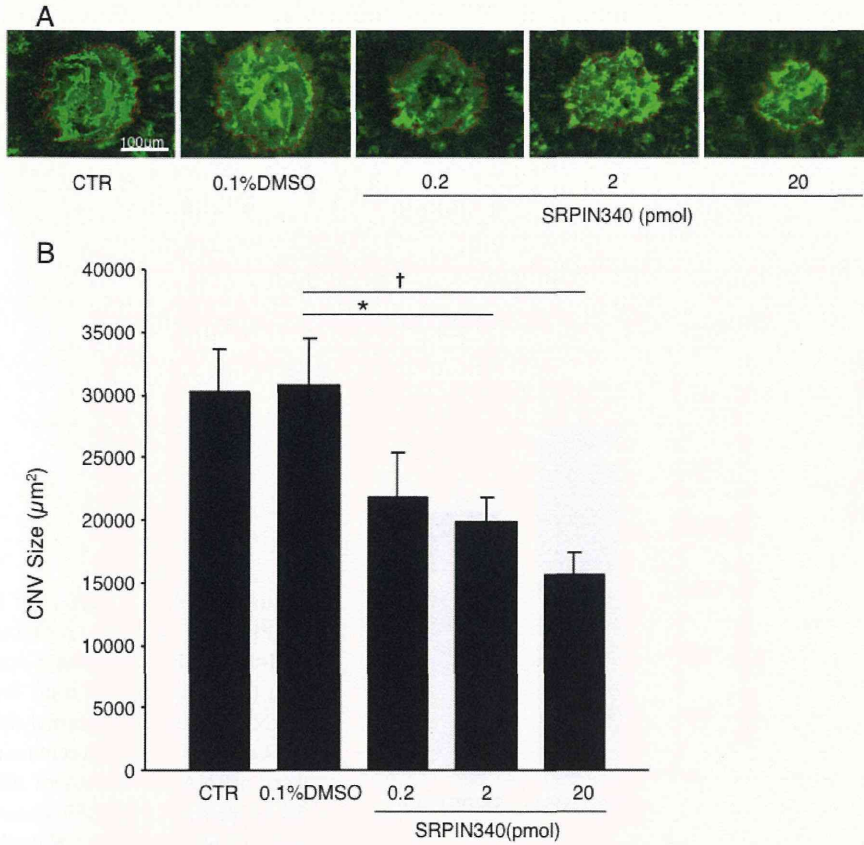 A
100um
CTR 0.1%DMSO 0.2 2 20
SRPIN340 (pmol)
B
40000
35000
30000
25000
20000
15000
10000
5000
0
CNV Size (µm²)
†
*
CTR 0.1%DMSO 0.2 2 20
SRPIN340(pmol)